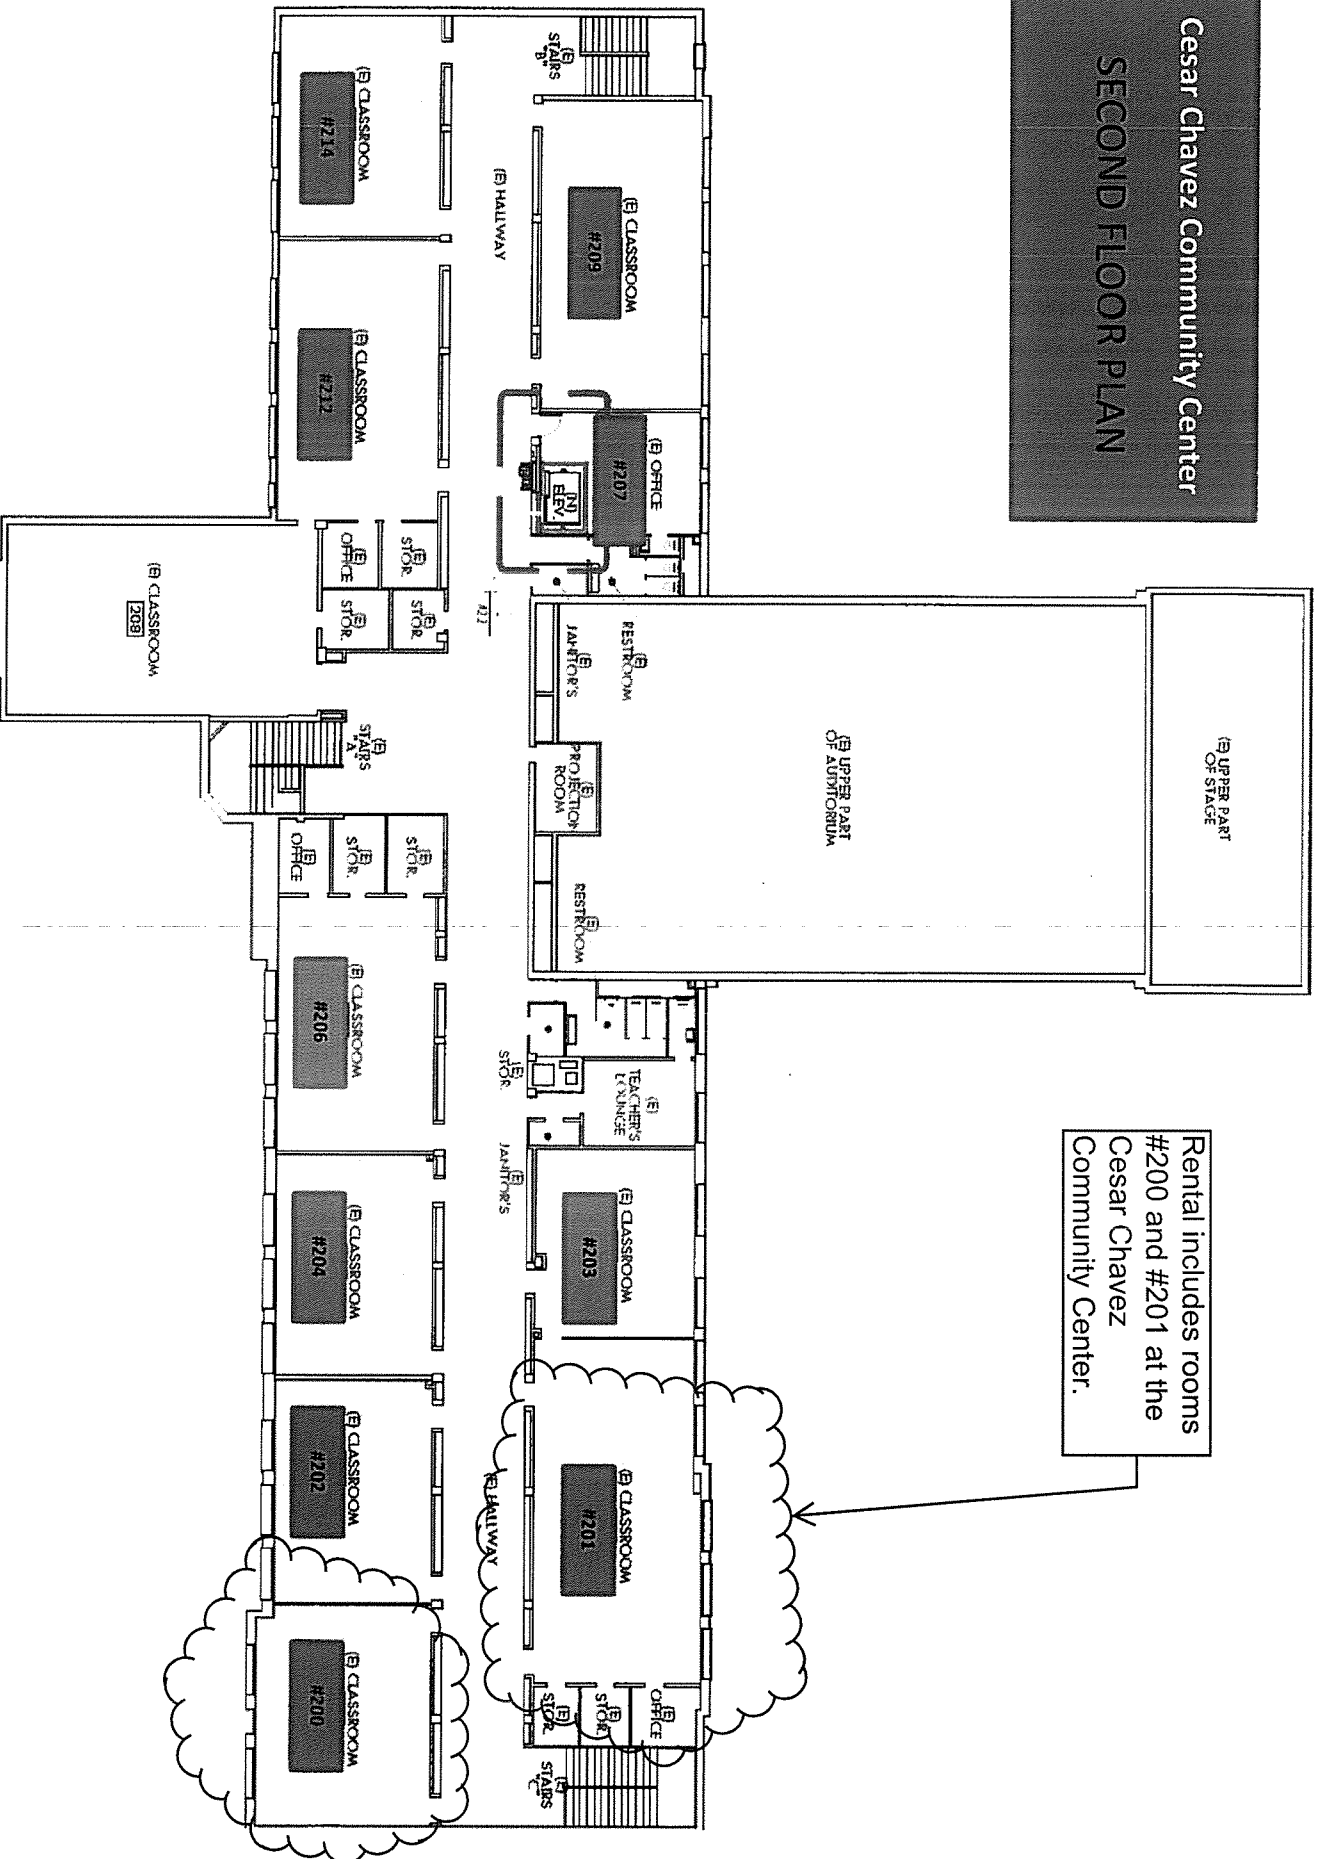 Cesar Chavez Community Center
SECOND FLOOR PLAN
Rental includes rooms
#200 and #201 at the
Cesar Chavez
Community Center.
(E) UPPER PART
OF STAGE
(E) UPPER PART
OF AUDITORIUM
(E)
STAIRS
"B"
(E) CLASSROOM
#209
(E) OFFICE
#207
(N)
ELEV.
(E)
RESTROOM
(E)
JANITOR'S
(E)
PROJECTION
ROOM
(E)
RESTROOM
(E)
TEACHER'S
LOUNGE
(E)
STOR.
(E)
JANITOR'S
(E) CLASSROOM
#203
(E) CLASSROOM
#201
(E)
OFFICE
(E)
STOR.
(E)
STOR.
(E)
STAIRS
"C"
(E) HALLWAY
(E) HALLWAY
(E) CLASSROOM
#214
(E) CLASSROOM
#212
(E)
STOR.
(E)
OFFICE
(E)
STOR.
(E)
STOR.
(E)
STAIRS
"A"
(E)
STOR.
(E)
STOR.
(E)
OFFICE
(E) CLASSROOM
#206
(E) CLASSROOM
#204
(E) CLASSROOM
#202
(E) CLASSROOM
#200
(E) CLASSROOM
208